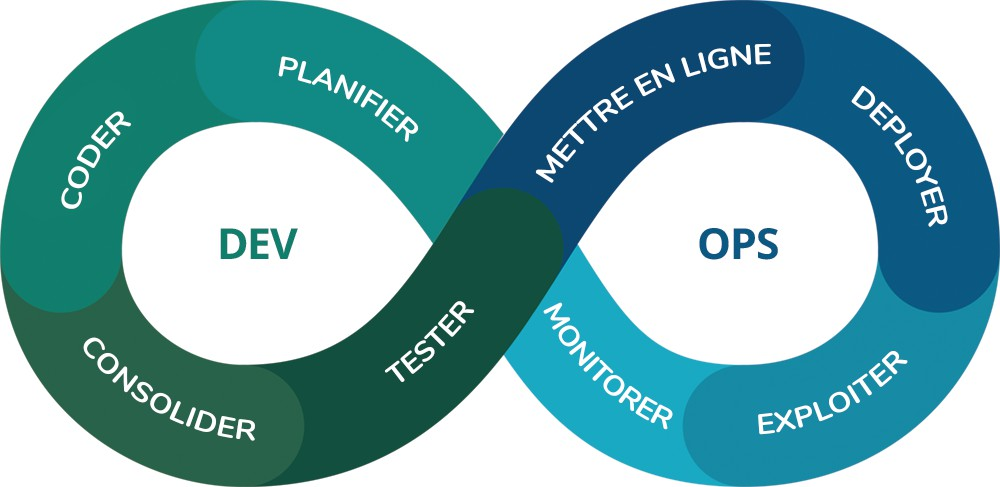 PLANIFIER
CODER
CONSOLIDER
TESTER
METTRE EN LIGNE
DEPLOYER
EXPLOITER
MONITORER
DEV
OPS